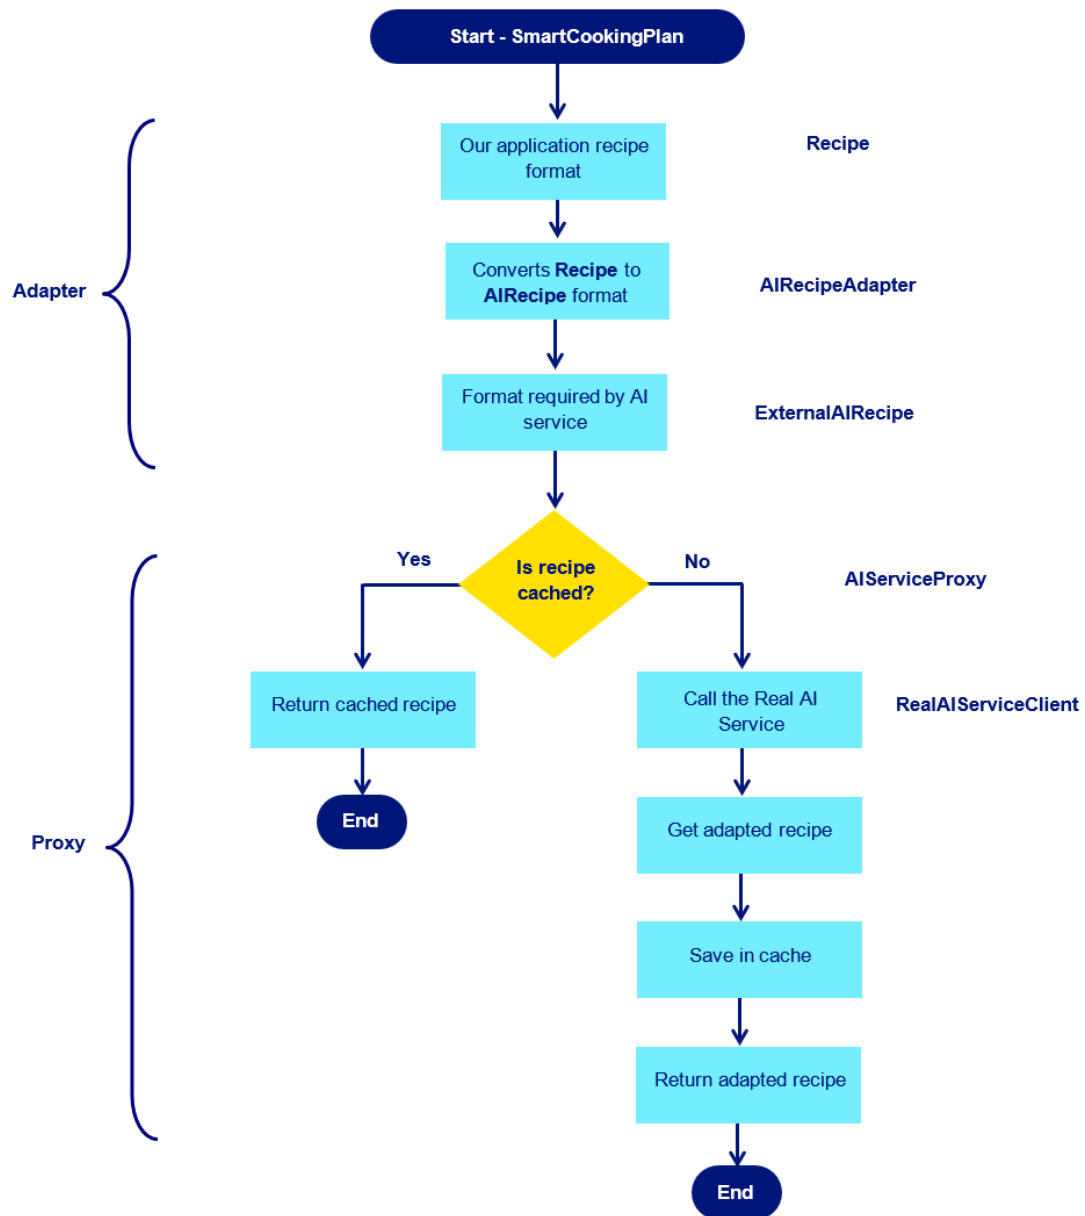 Start - SmartCookingPlan
Our application recipe
format
Recipe
Converts Recipe to
AIRecipe format
AIRecipeAdapter
Adapter
Format required by AI
service
ExternalAIRecipe
Yes
Is recipe
cached?
No
AIServiceProxy
Return cached recipe
Call the Real AI
Service
RealAIServiceClient
End
Get adapted recipe
Proxy
Save in cache
Return adapted recipe
End